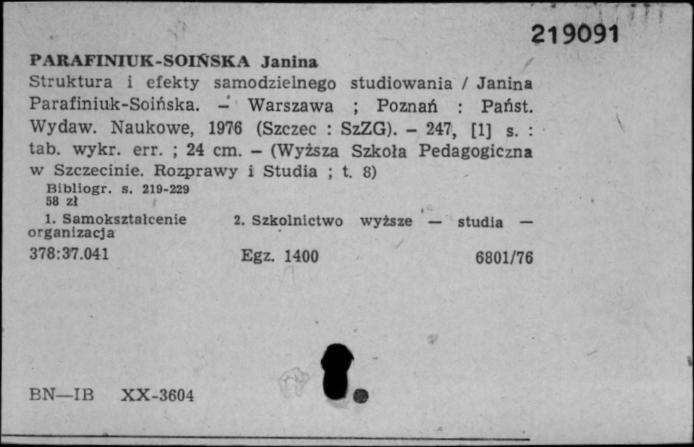 219091
PARAFINIUK-SOIŃSKA Janina
Struktura i efekty samodzielnego studiowania / Janina
Parafiniuk-Soińska. — Warszawa ; Poznań : Państ.
Wydaw. Naukowe, 1976 (Szczec : SzZG). — 247, [1] s. :
tab. wykr. err. ; 24 cm. — (Wyższa Szkoła Pedagogiczna
w Szczecinie. Rozprawy i Studia ; t. 8)
Bibliogr. s. 219-229
58 zł
1. Samokształcenie 2. Szkolnictwo wyższe — studia —
organizacja
378:37.041 Egz. 1400 6801/76
BN—IB XX-3604